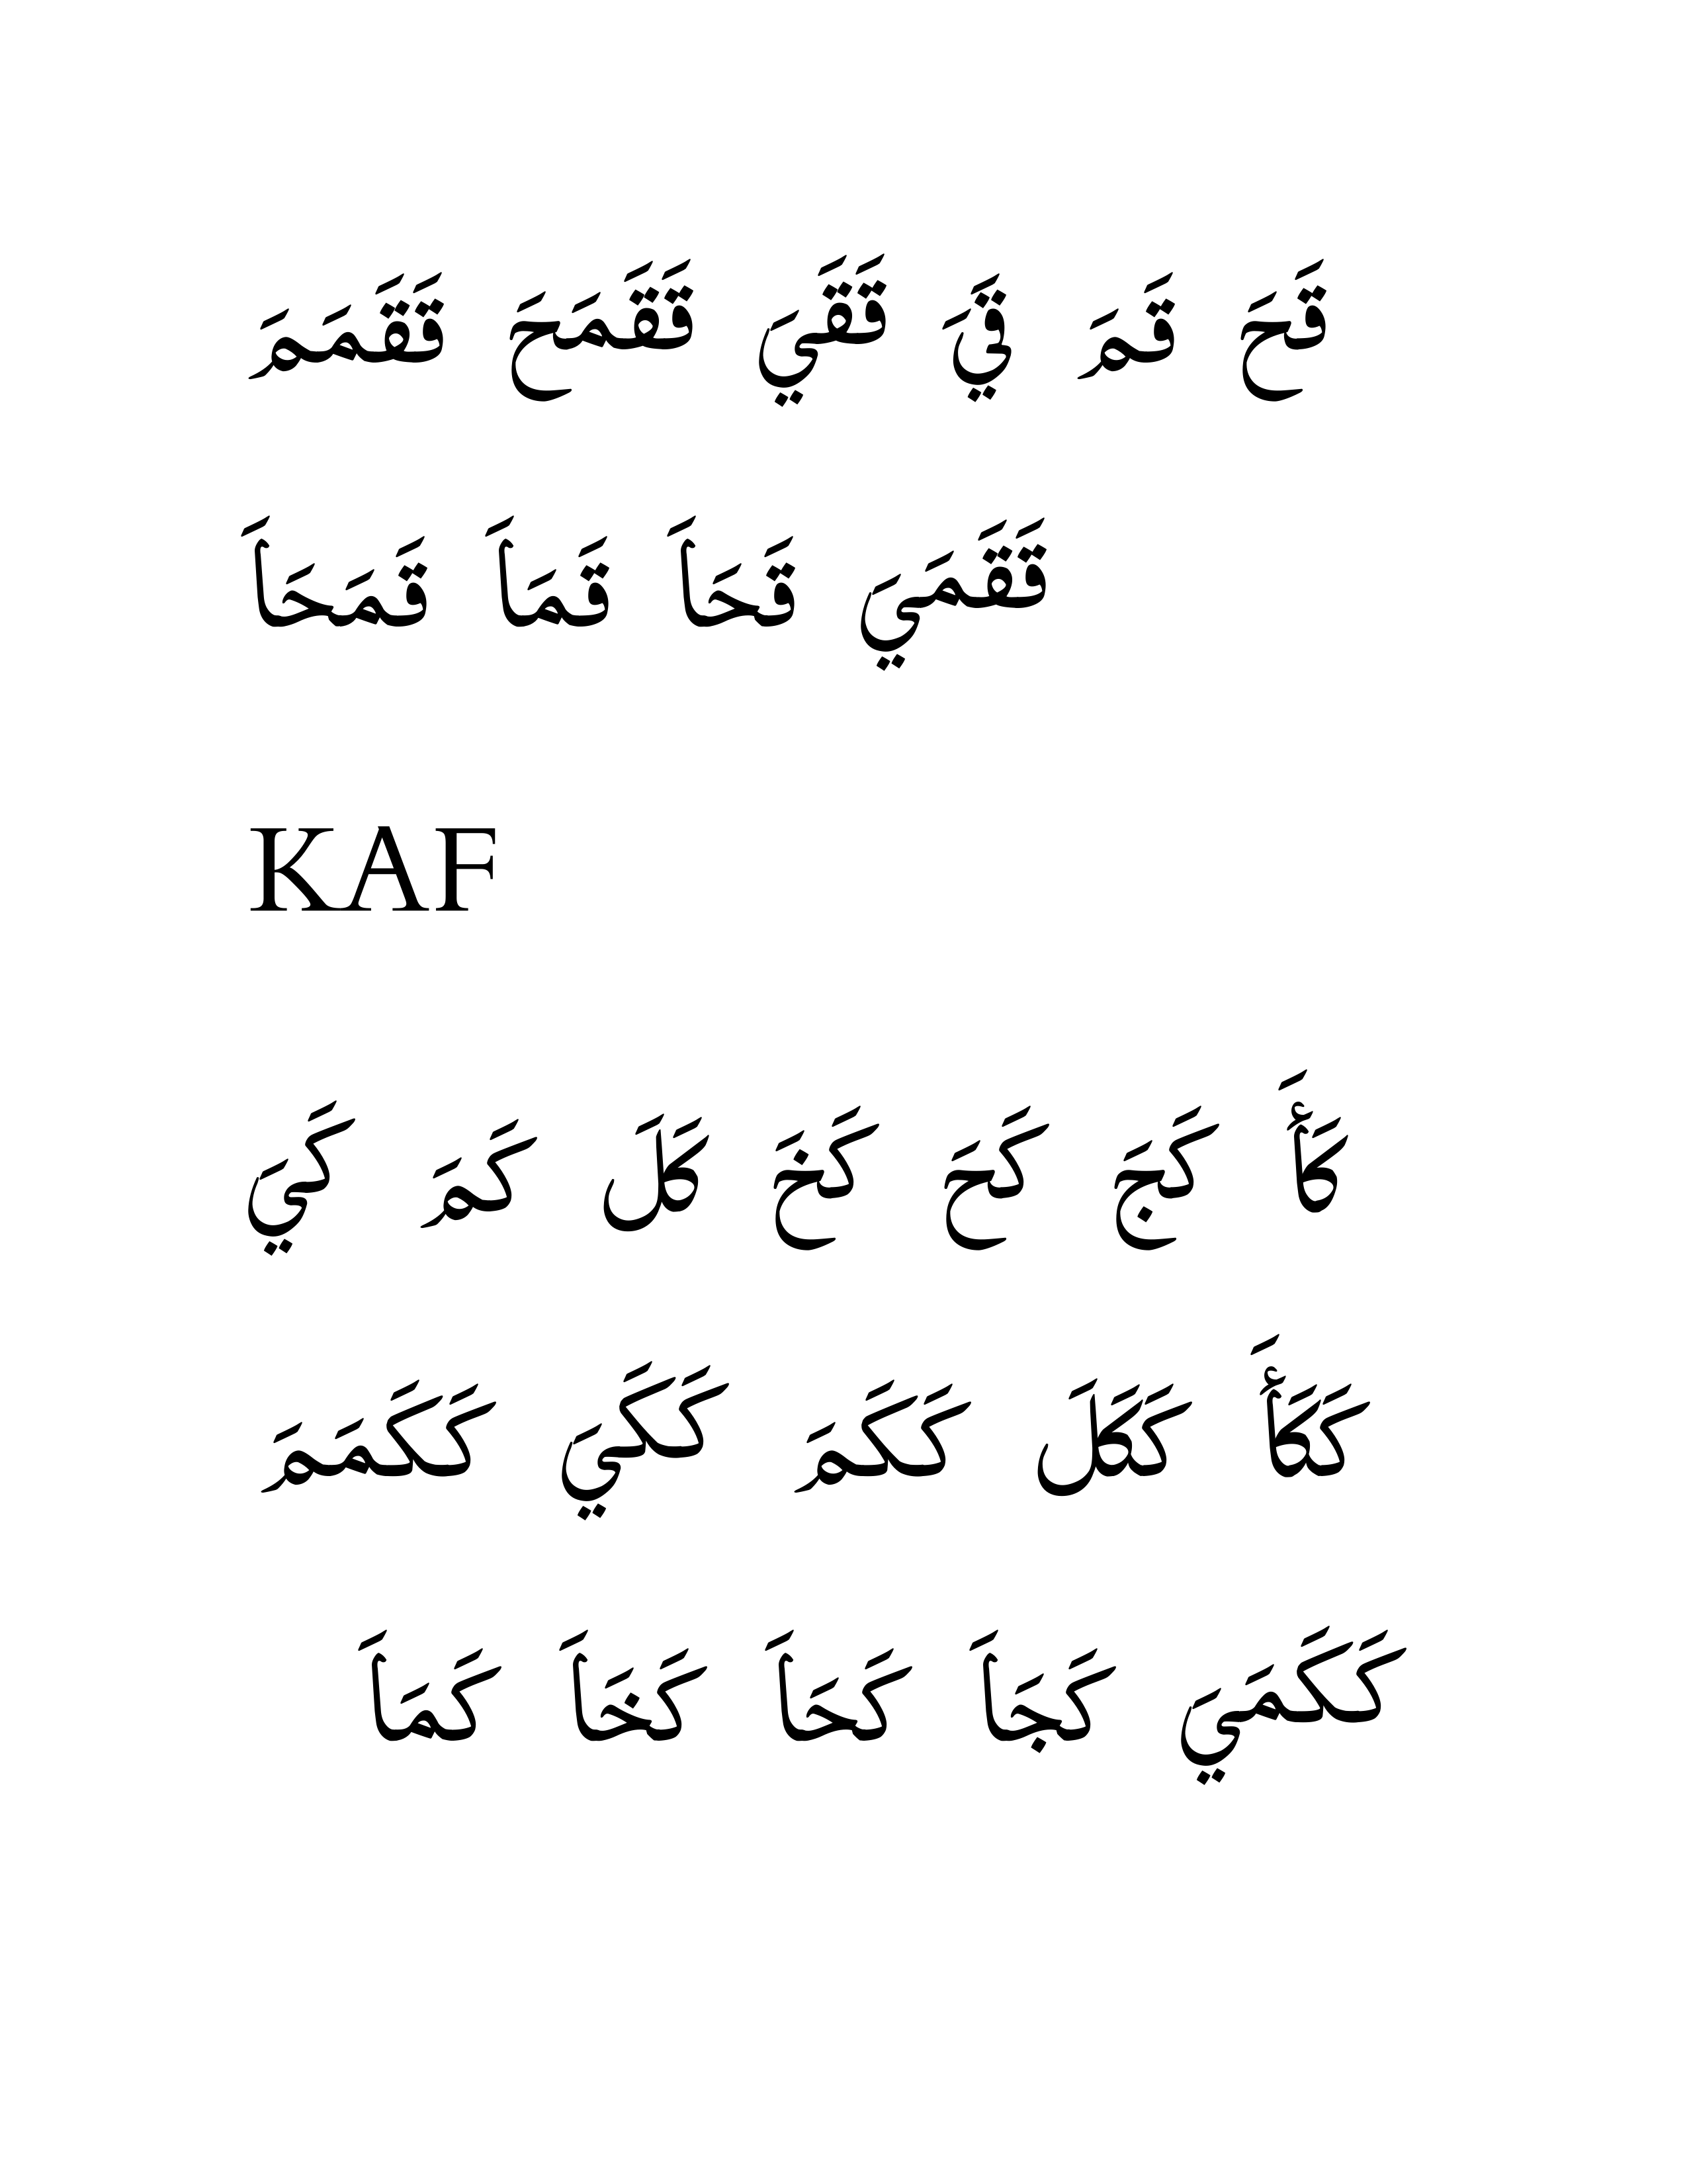 قَحَ قَمَ قَيَ قَقَيَ قَقَمَحَ قَقَمَمَ
قَقَمَيَ قَحَاَ قَمَاَ قَمَحَاَ
KAF
كَأَ كَجَ كَحَ كَخَ كَلَ كَمَ كَيَ
كَكَأَ كَكَلَ كَكَمَ كَكَيَ كَكَمَمَ
كَكَمَيَ كَجَاَ كَحَاَ كَخَاَ كَمَاَ